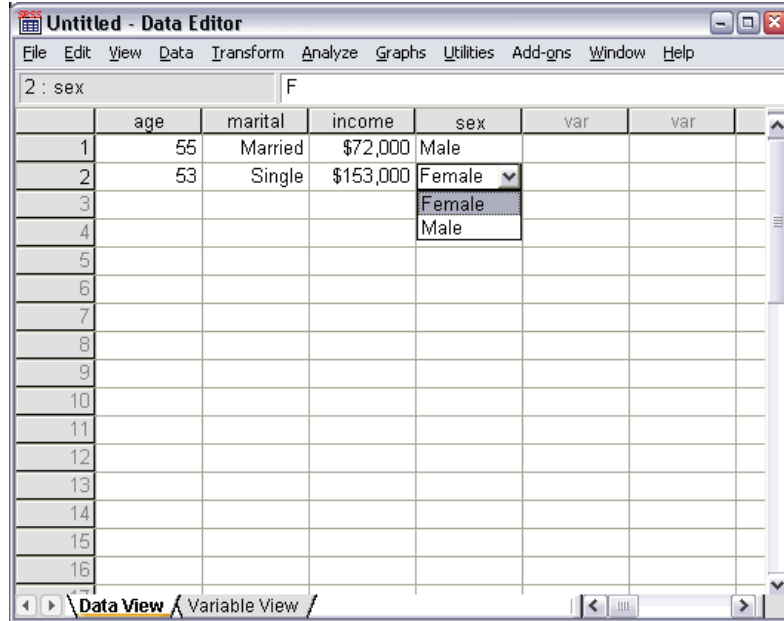 Untitled - Data Editor
File Edit View Data Transform Analyze Graphs Utilities Add-ons Window Help
2 : sex F
age marital income sex var var
1 55 Married $72,000 Male
2 53 Single $153,000 Female
3 Female
4 Male
5
6
7
8
9
10
11
12
13
14
15
16
17
Data View Variable View